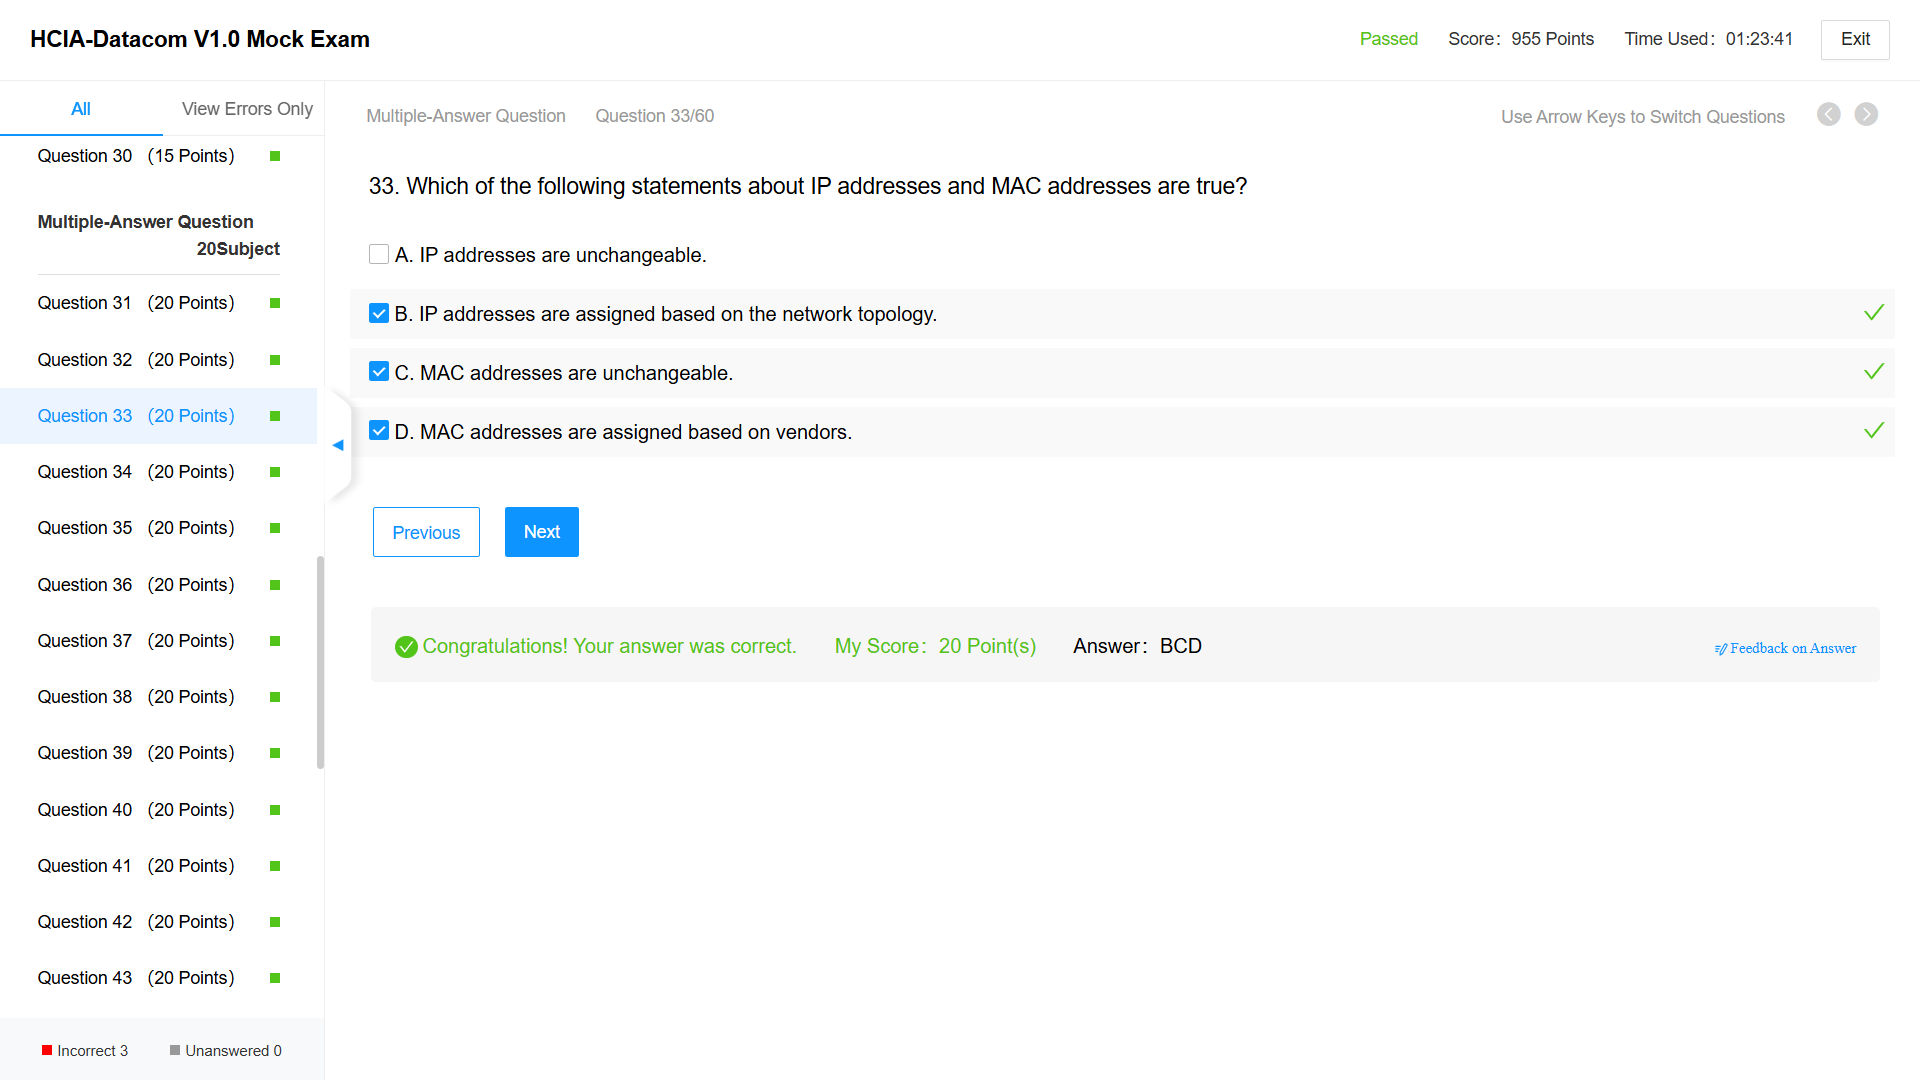 HCIA-Datacom V1.0 Mock Exam
Passed
Score：955 Points
Time Used：01:23:41
Exit
All
View Errors Only
Question 30 （15 Points）
Multiple-Answer Question
20Subject
Question 31 （20 Points）
Question 32 （20 Points）
Question 33 （20 Points）
Question 34 （20 Points）
Question 35 （20 Points）
Question 36 （20 Points）
Question 37 （20 Points）
Question 38 （20 Points）
Question 39 （20 Points）
Question 40 （20 Points）
Question 41 （20 Points）
Question 42 （20 Points）
Question 43 （20 Points）
Incorrect 3
Unanswered 0
Multiple-Answer Question
Question 33/60
Use Arrow Keys to Switch Questions
33. Which of the following statements about IP addresses and MAC addresses are true?
A. IP addresses are unchangeable.
B. IP addresses are assigned based on the network topology.
C. MAC addresses are unchangeable.
D. MAC addresses are assigned based on vendors.
Previous
Next
Congratulations! Your answer was correct.
My Score：20 Point(s)
Answer：BCD
Feedback on Answer